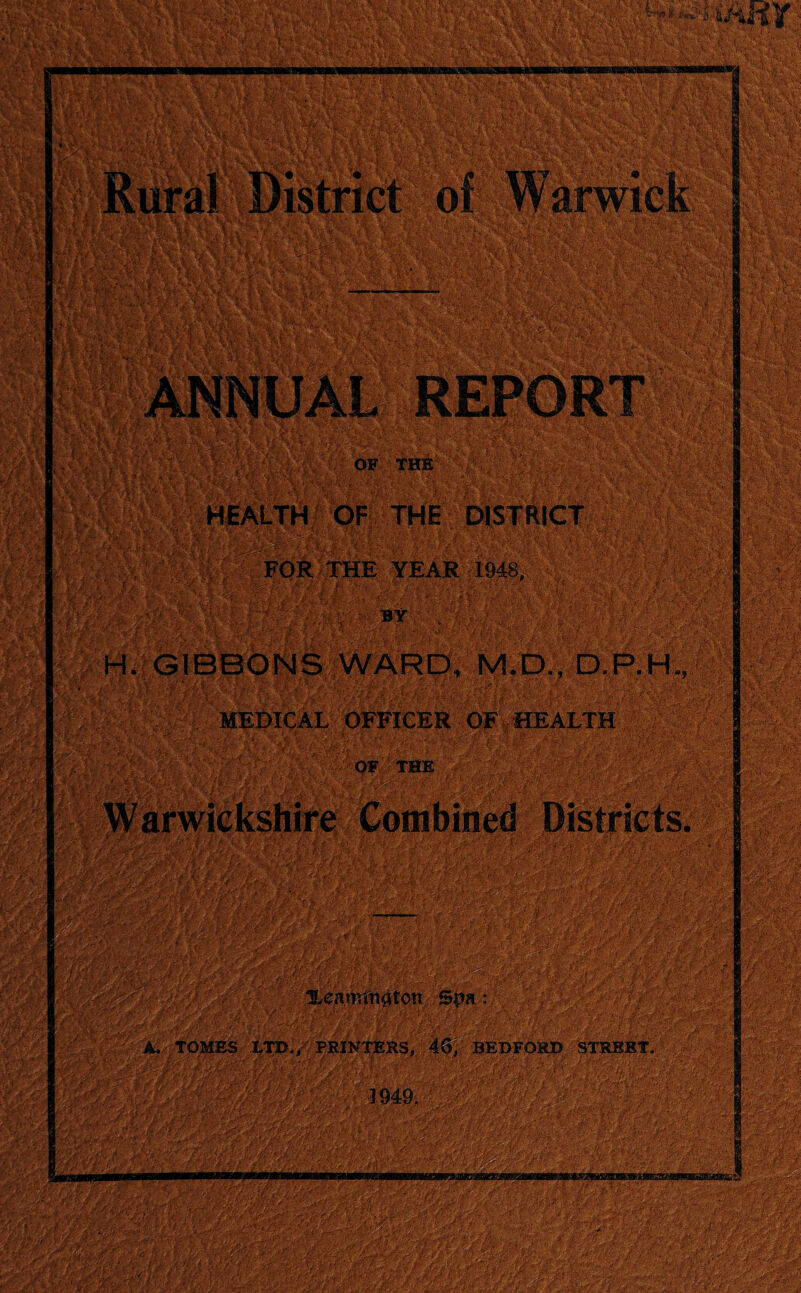 Rural District of Warwick
ANNUAL REPORT
OF THE
HEALTH OF THE DISTRICT
FOR THE YEAR 1948,
BY
H. GIBBONS WARD, M.D., D.P.H.,
MEDICAL OFFICER OF HEALTH
OF THE
Warwickshire Combined Districts.
Leamington Spa :
A. TOMES LTD., PRINTERS, 46, BEDFORD STREET.
1949.